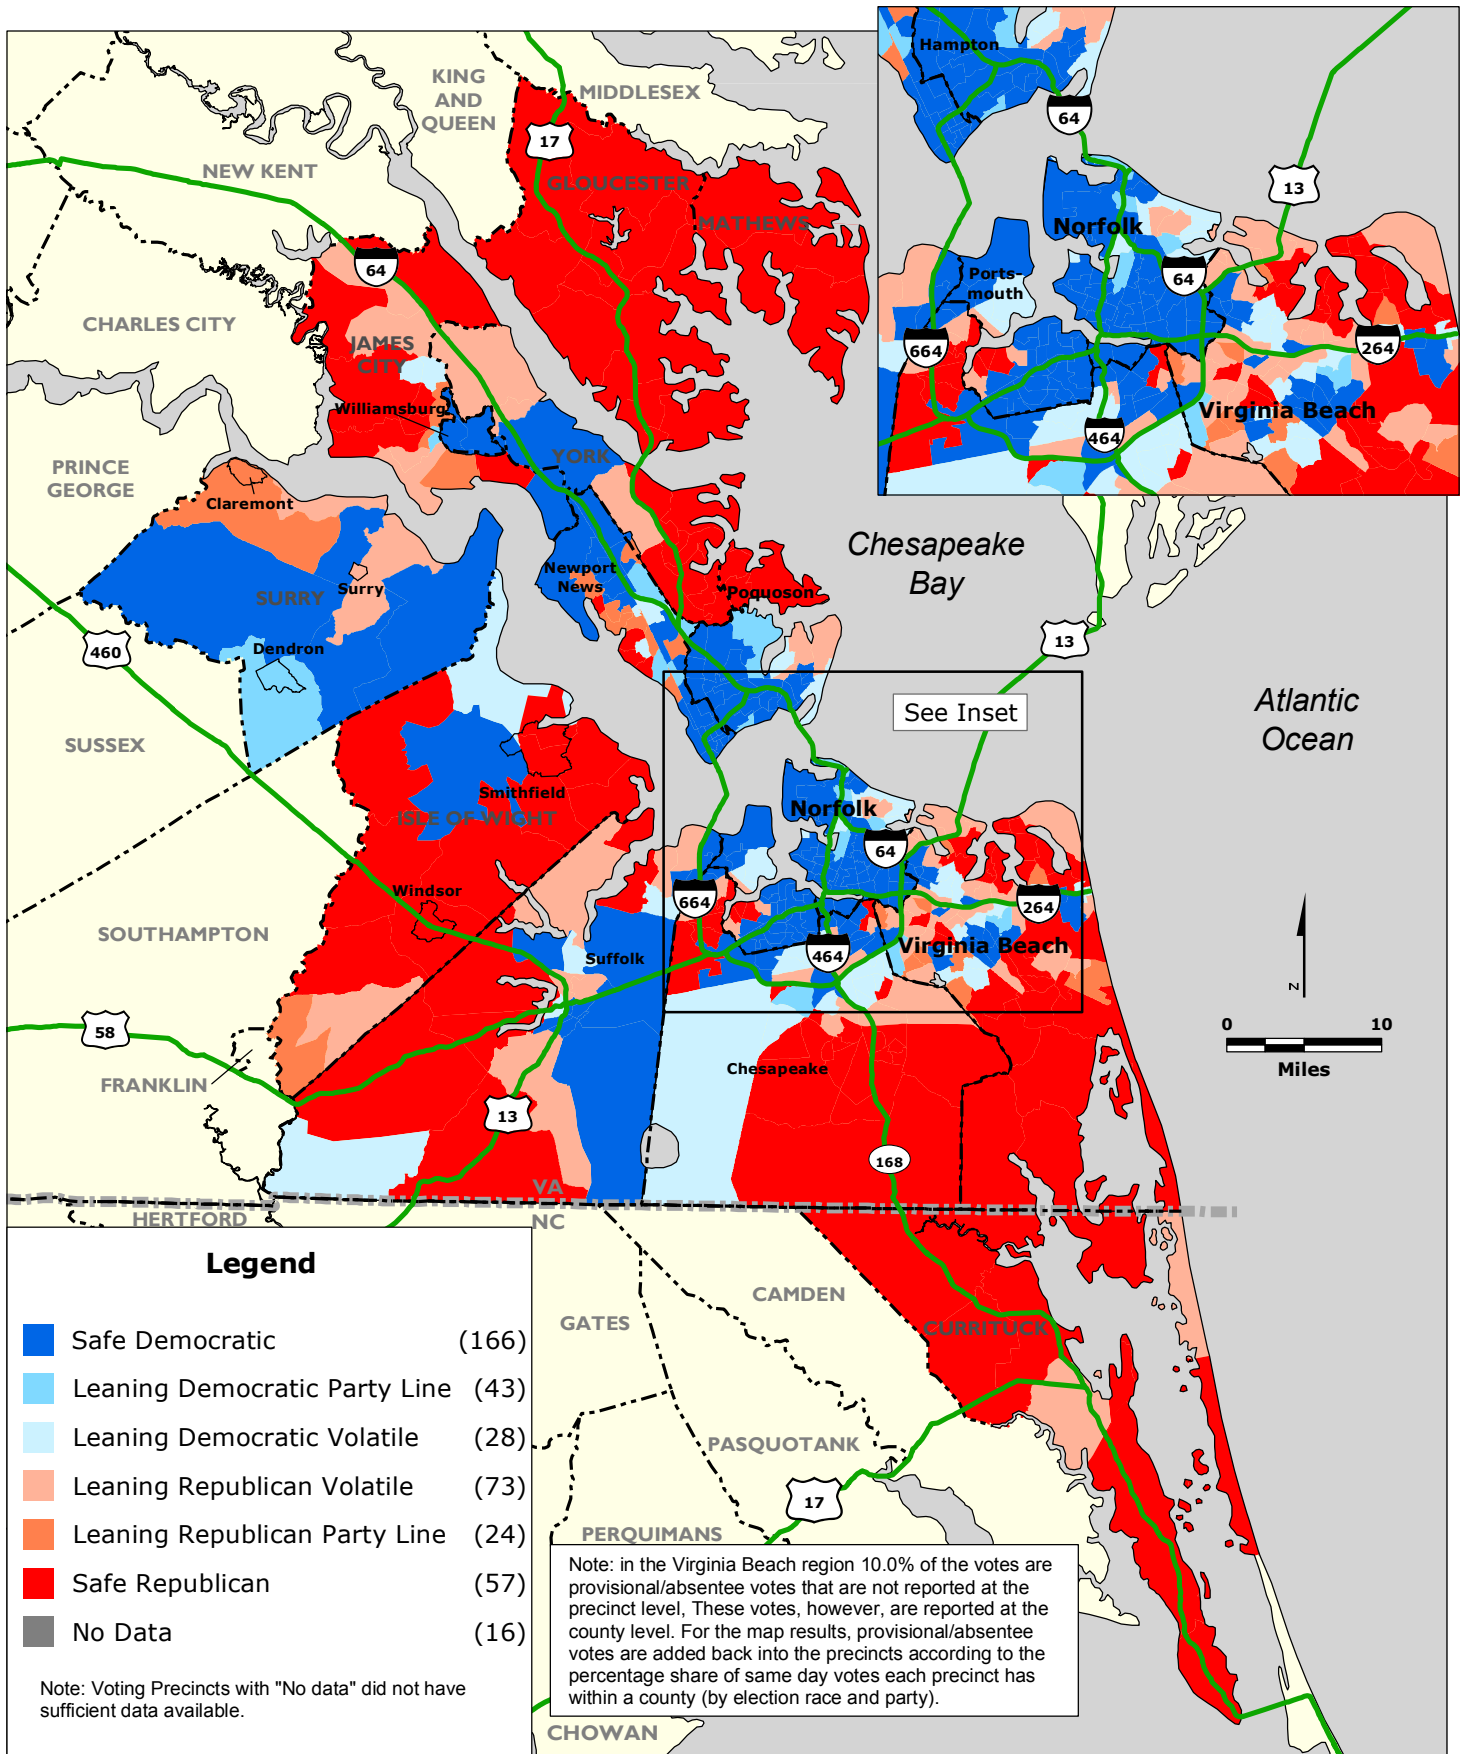 KING
AND
QUEEN
MIDDLESEX
17
NEW KENT
GLOUCESTER
MATHEWS
64
CHARLES CITY
JAMES
CITY
Williamsburg
YORK
PRINCE
GEORGE
Claremont
Newport
News
Poquoson
SURRY
Surry
Dendron
460
SUSSEX
Smithfield
ISLE OF WIGHT
Windsor
SOUTHAMPTON
Suffolk
58
FRANKLIN
13
Chesapeake
Bay
13
Atlantic
Ocean
See Inset
Norfolk
64
664
264
464
Virginia Beach
Chesapeake
168
N
0 10
Miles
VA
NC
HERTFORD
CAMDEN
GATES
CURRITUCK
PASQUOTANK
17
PERQUIMANS
CHOWAN
Hampton
64
13
Norfolk
64
Ports-
mouth
664
264
Virginia Beach
464
Legend
Safe Democratic (166)
Leaning Democratic Party Line (43)
Leaning Democratic Volatile (28)
Leaning Republican Volatile (73)
Leaning Republican Party Line (24)
Safe Republican (57)
No Data (16)
Note: Voting Precincts with "No data" did not have
sufficient data available.
Note: in the Virginia Beach region 10.0% of the votes are
provisional/absentee votes that are not reported at the
precinct level, These votes, however, are reported at the
county level. For the map results, provisional/absentee
votes are added back into the precincts according to the
percentage share of same day votes each precinct has
within a county (by election race and party).